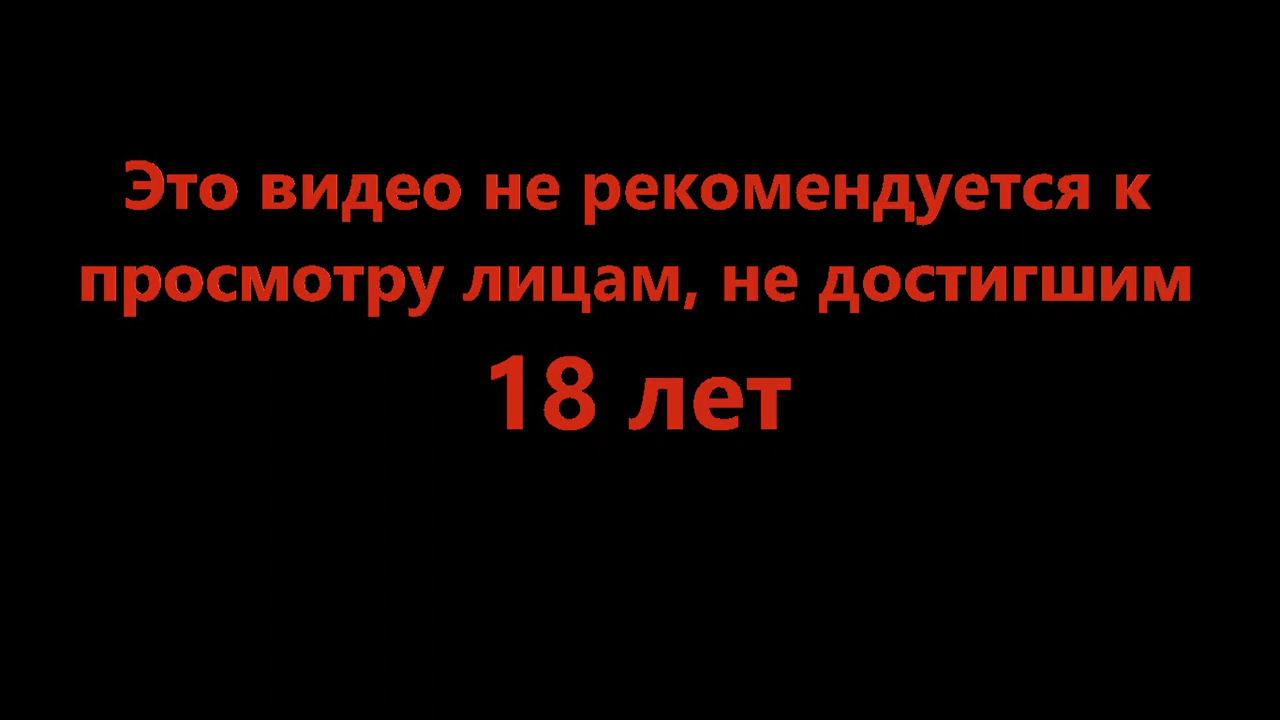 Это видео не рекомендуется к
просмотру лицам, не достигшим
18 лет